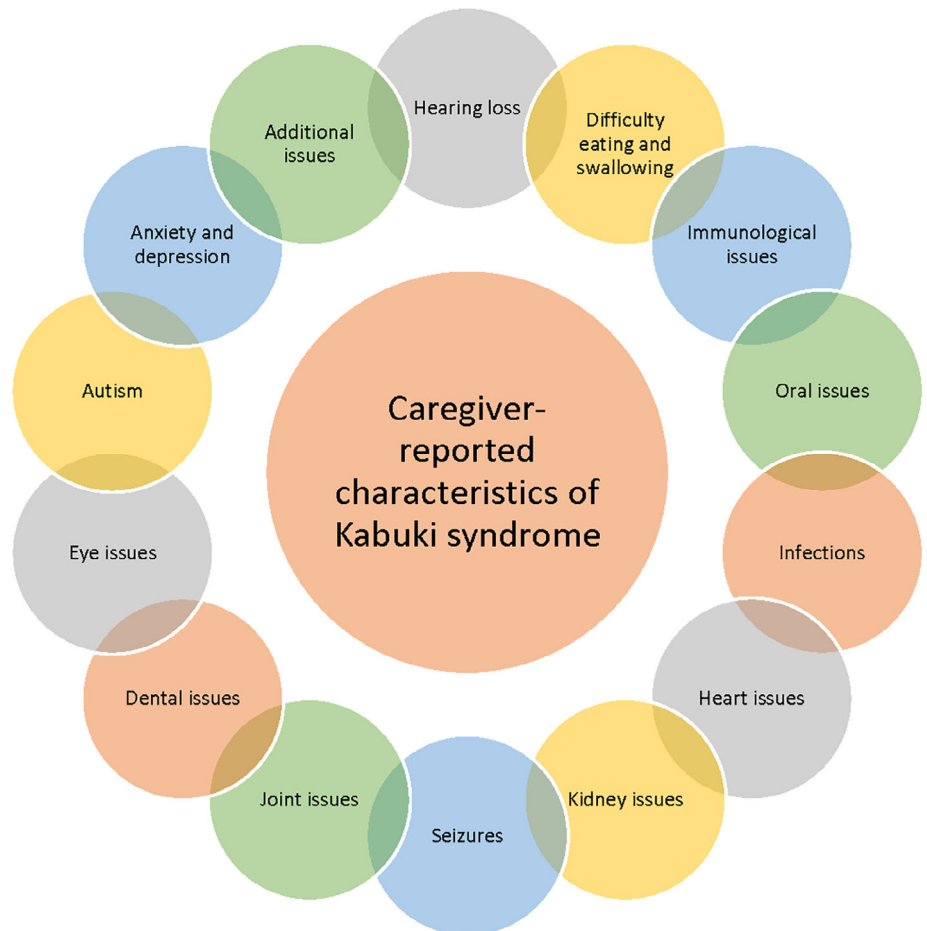 Hearing loss
Difficulty
eating and
swallowing
Immunological
issues
Oral issues
Infections
Heart issues
Kidney issues
Seizures
Joint issues
Dental issues
Eye issues
Autism
Anxiety and
depression
Additional
issues
Caregiver-
reported
characteristics of
Kabuki syndrome